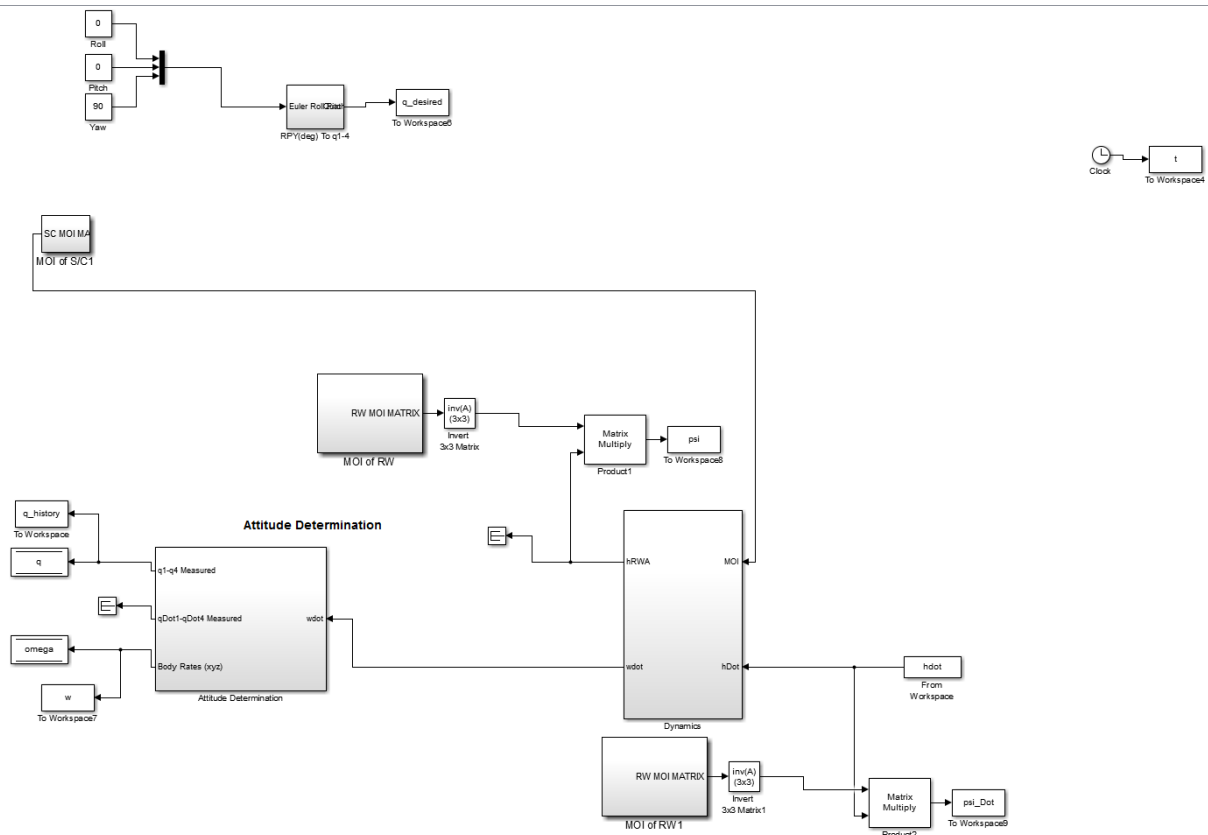 0
Roll
0
Pitch
90
Yaw
RPY(deg) To q1-4
q_desired
To Workspace6
Clock
t
To Workspace4
SC MOI MA
MOI of S/C1
RW MOI MATRIX
MOI of RW
inv(A)
(3x3)
Invert
3x3 Matrix
Matrix
Multiply
Product1
psi
To Workspace8
Attitude Determination
q_history
To Workspace
q
q1-q4 Measured
qDot1-qDot4 Measured
wdot
omega
Body Rates (xyz)
w
To Workspace7
Attitude Determination
hRWA
MOI
wdot
hDot
Dynamics
hdot
From
Workspace
RW MOI MATRIX
MOI of RW1
inv(A)
(3x3)
Invert
3x3 Matrix1
Matrix
Multiply
Product2
psi_Dot
To Workspace9